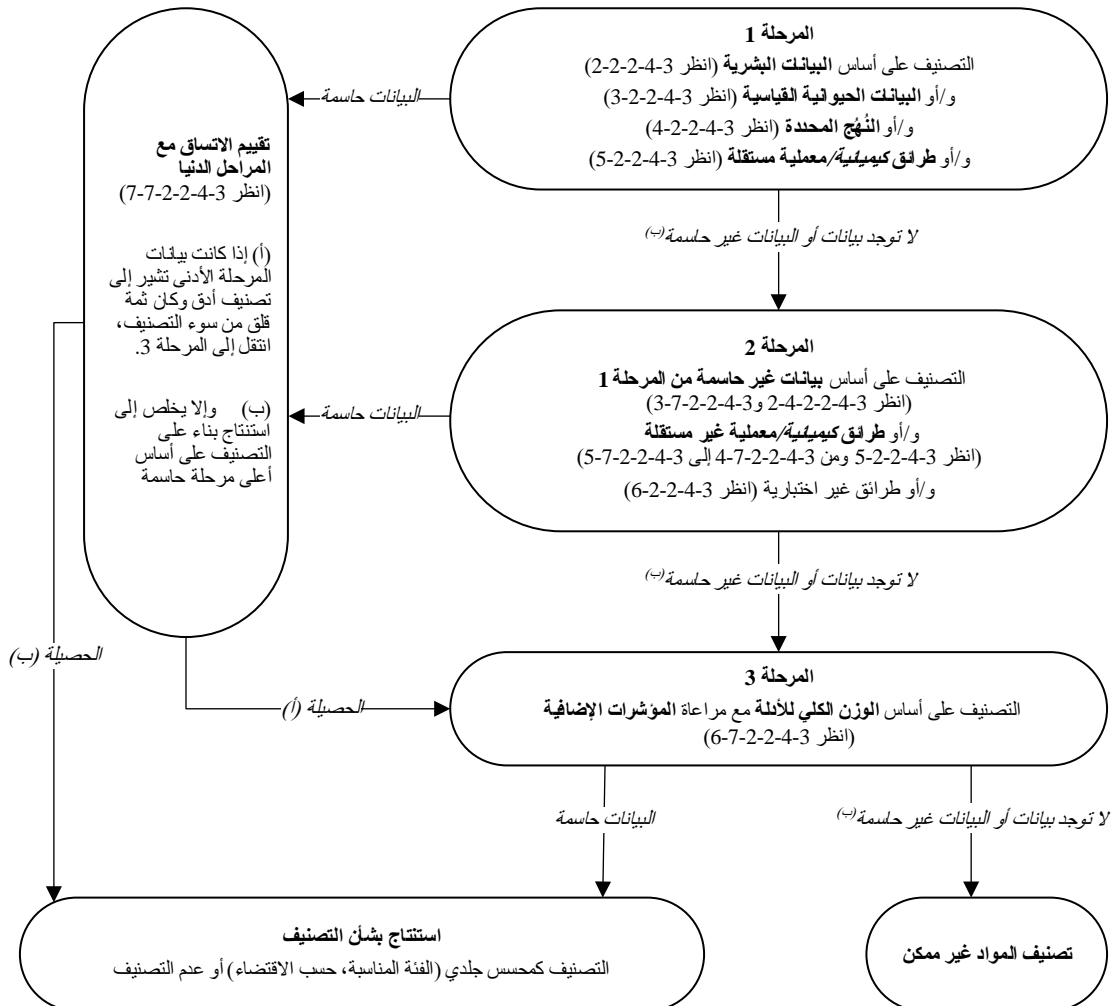 المرحلة 1
التصنيف على أساس البيانات البشرية (انظر 3-4-2-2-2)
و/أو البيانات الحيوانية القياسية (انظر 3-4-2-2-3)
و/أو النُهُج المحددة (انظر 3-4-2-2-4)
و/أو طرائق كيميائية/معملية مستقلة (انظر 3-4-2-2-5)
البيانات حاسمة
تقييم الاتساق مع
المراحل الدنيا
(انظر 3-4-2-2-7-7)
(أ) إذا كانت بيانات
المرحلة الأدنى تشير إلى
تصنيف أدق وكان ثمة
قلق من سوء التصنيف،
انتقل إلى المرحلة 3.
(ب) وإلا يخلص إلى
استنتاج بناء على
التصنيف على أساس
أعلى مرحلة حاسمة
لا توجد بيانات أو البيانات غير حاسمة(ب)
المرحلة 2
التصنيف على أساس بيانات غير حاسمة من المرحلة 1
(انظر 3-4-2-2-4-2 و3-4-2-2-7-3)
و/أو طرائق كيميائية/معملية غير مستقلة
(انظر 3-4-2-2-5 ومن 3-4-2-2-7-4 إلى 3-4-2-2-7-5)
و/أو طرائق غير اختبارية (انظر 3-4-2-2-6)
البيانات حاسمة
لا توجد بيانات أو البيانات غير حاسمة(ب)
الحصيلة (ب)
المرحلة 3
التصنيف على أساس الوزن الكلي للأدلة مع مراعاة المؤشرات الإضافية
(انظر 3-4-2-2-7-6)
الحصيلة (أ)
لا توجد بيانات أو البيانات غير حاسمة(ب)
البيانات حاسمة
تصنيف المواد غير ممكن
استنتاج بشأن التصنيف
التصنيف كمحسس جلدي (الفئة المناسبة، حسب الاقتضاء) أو عدم التصنيف